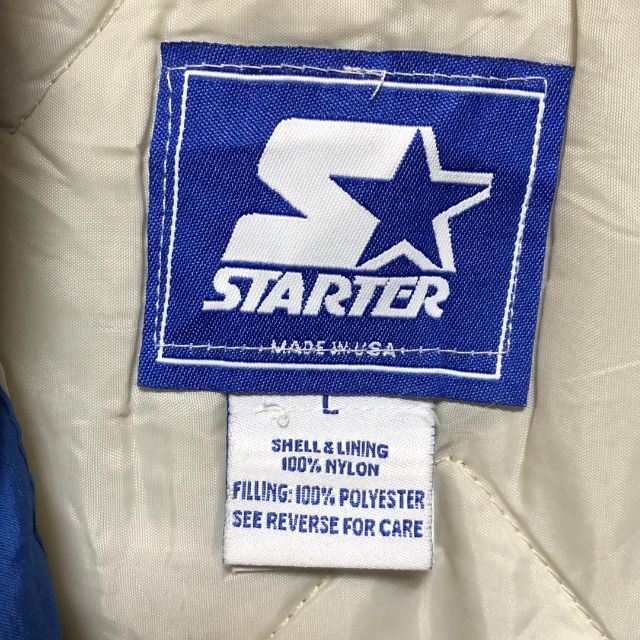 STARTER
MADE IN USA
L
SHELL & LINING
100% NYLON
FILLING: 100% POLYESTER
SEE REVERSE FOR CARE